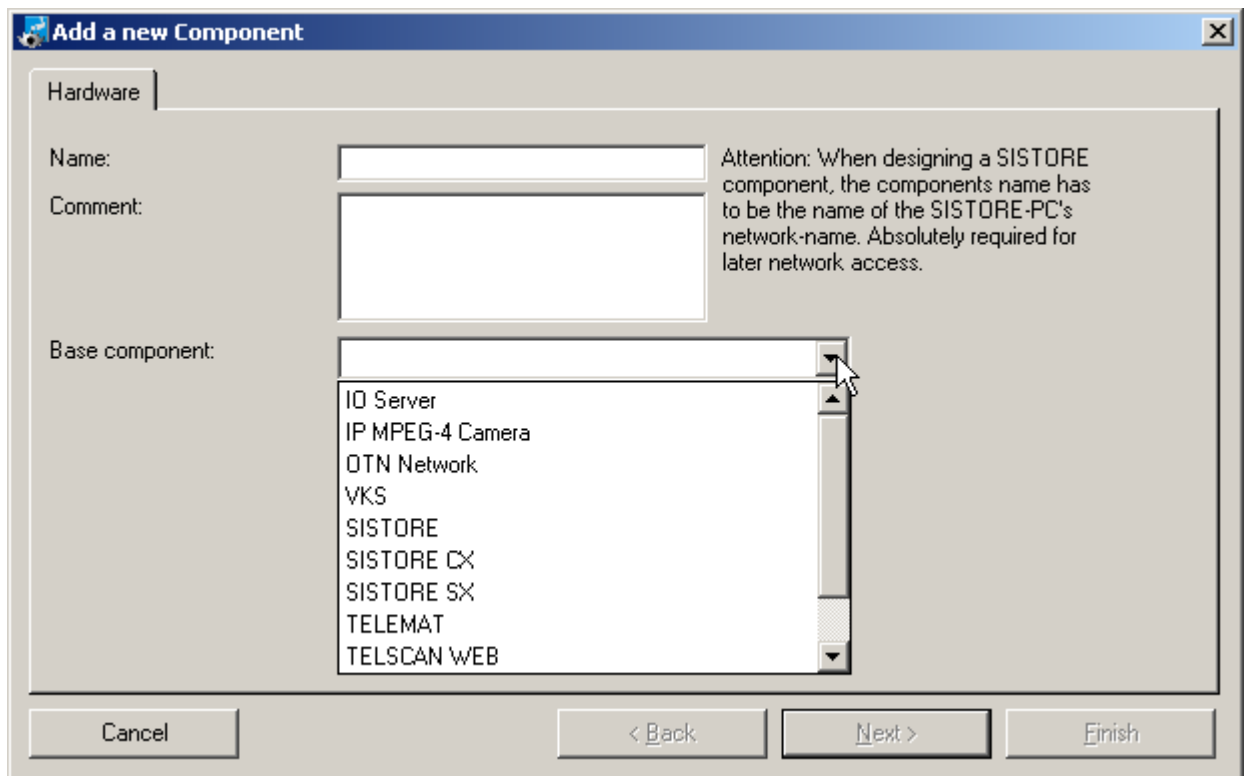 Add a new Component
Hardware
Name:
Attention: When designing a SISTORE
component, the components name has
to be the name of the SISTORE-PC's
network-name. Absolutely required for
later network access.
Comment:
Base component:
IO Server
IP MPEG-4 Camera
OTN Network
VKS
SISTORE
SISTORE CX
SISTORE SX
TELEMAT
TELSCAN WEB
Cancel
< Back
Next >
Finish